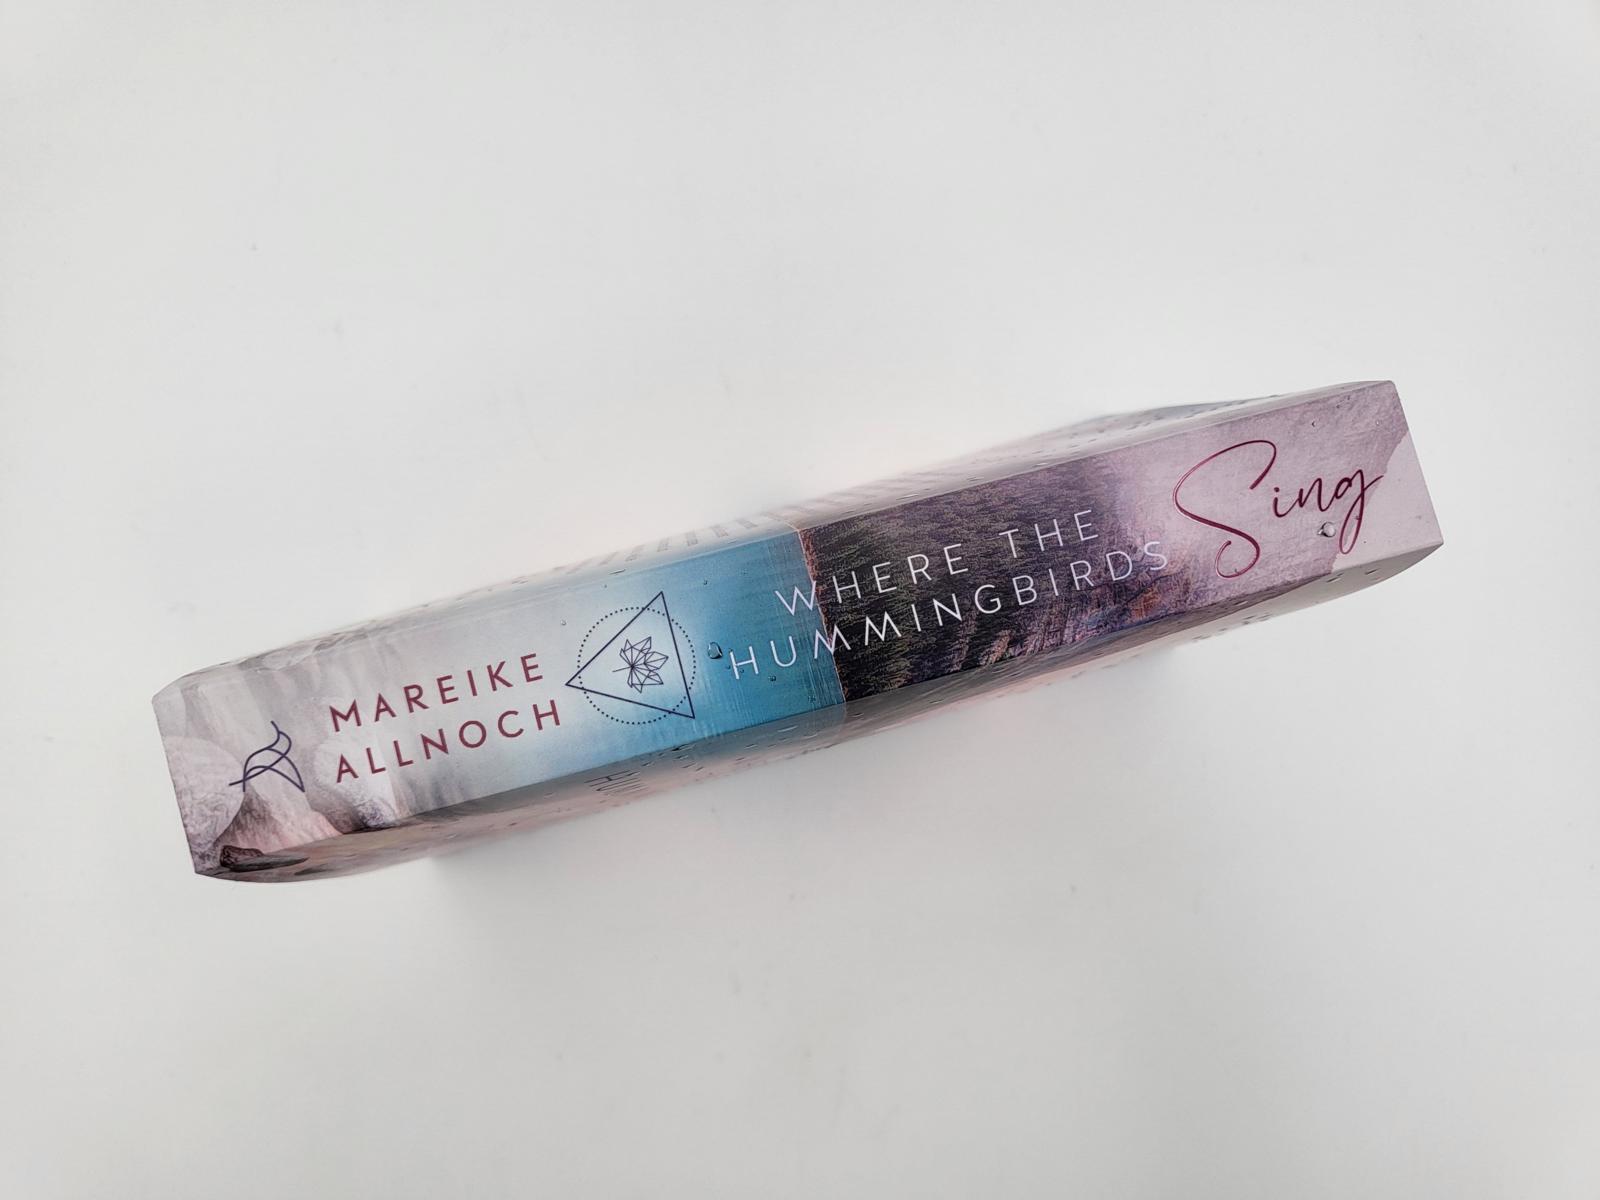 MAREIKE
ALLNOCH
WHERE THE
HUMMINGBIRDS
Sing